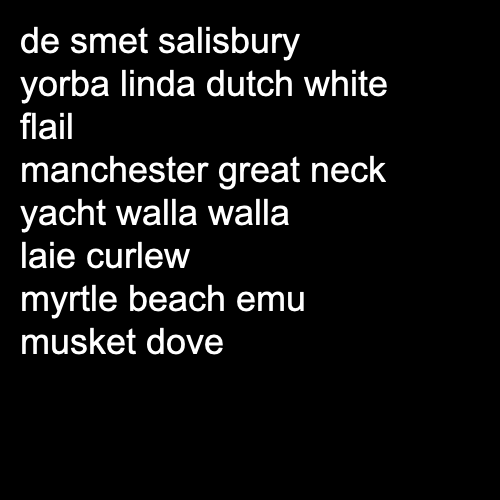 de smet salisbury
yorba linda dutch white
flail
manchester great neck
yacht walla walla
laie curlew
myrtle beach emu
musket dove